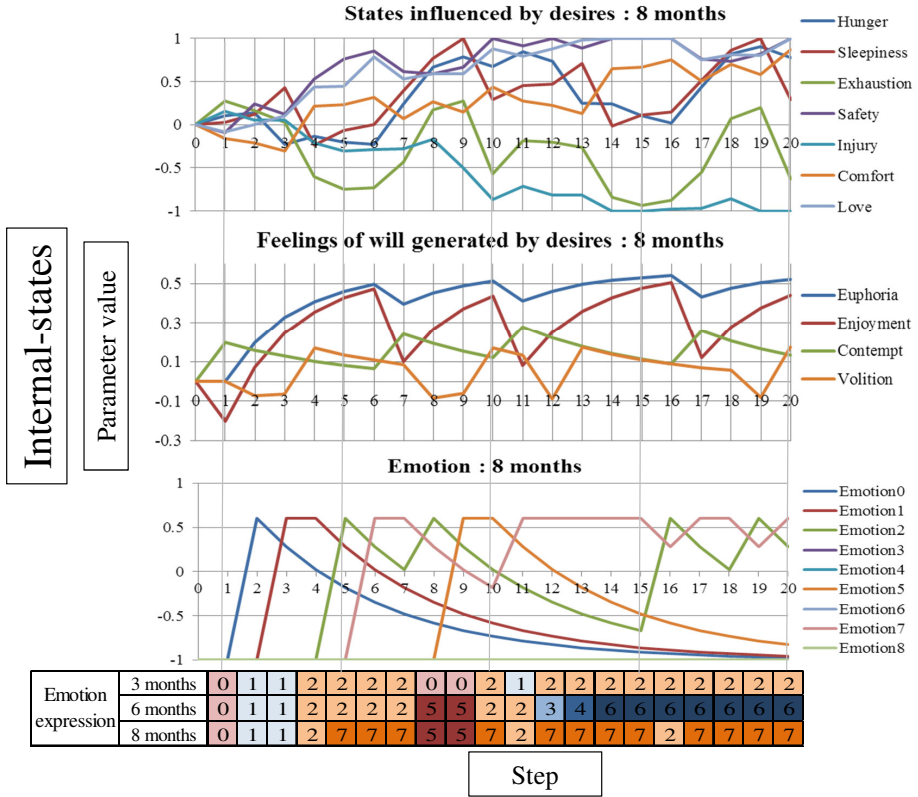 States influenced by desires : 8 months
1
0.5
0
-0.5
-1
0 1 2 3 4 5 6 7 8 9 10 11 12 13 14 15 16 17 18 19 20
Hunger
Sleepiness
Exhaustion
Safety
Injury
Comfort
Love
Internal-states
Parameter value
Feelings of will generated by desires : 8 months
0.5
0.3
0.1
-0.1
-0.3
0 1 2 3 4 5 6 7 8 9 10 11 12 13 14 15 16 17 18 19 20
Euphoria
Enjoyment
Contempt
Volition
Emotion : 8 months
1
0.5
0
-0.5
-1
0 1 2 3 4 5 6 7 8 9 10 11 12 13 14 15 16 17 18 19 20
Emotion0
Emotion1
Emotion2
Emotion3
Emotion4
Emotion5
Emotion6
Emotion7
Emotion8
Emotion
expression
3 months 0 1 1 2 2 2 2 0 0 2 1 2 2 2 2 2 2 2 2 2
6 months 0 1 1 2 2 2 2 5 5 2 2 3 4 6 6 6 6 6 6 6
8 months 0 1 1 2 7 7 7 5 5 7 2 7 7 7 7 2 7 7 7 7
Step